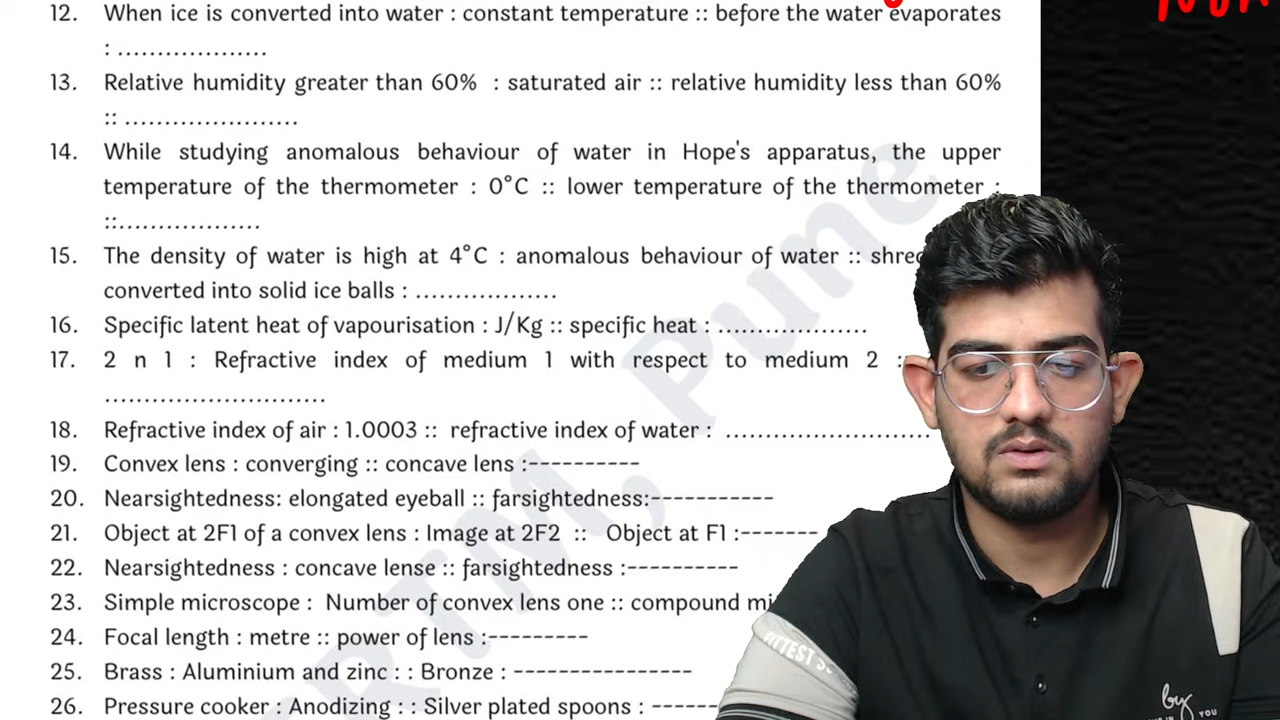 12. When ice is converted into water : constant temperature :: before the water evaporates
: ...................
13. Relative humidity greater than 60% : saturated air :: relative humidity less than 60%
:: ......................
14. While studying anomalous behaviour of water in Hope's apparatus, the upper
temperature of the thermometer : 0°C :: lower temperature of the thermometer :
::..................
15. The density of water is high at 4°C : anomalous behaviour of water ::
converted into solid ice balls : ..................
16. Specific latent heat of vapourisation : J/Kg :: specific heat : ...................
17. 2 n 1 : Refractive index of medium 1 with respect to medium 2 :
............................
18. Refractive index of air : 1.0003 :: refractive index of water : ..........................
19. Convex lens : converging :: concave lens :----------
20. Nearsightedness: elongated eyeball :: farsightedness:-----------
21. Object at 2F1 of a convex lens : Image at 2F2 :: Object at F1 :-------
22. Nearsightedness : concave lense :: farsightedness :----------
23. Simple microscope : Number of convex lens one :: compound
24. Focal length : metre :: power of lens :---------
25. Brass : Aluminium and zinc : : Bronze : ----------------
26. Pressure cooker : Anodizing : : Silver plated spoons : ------
Pune
by
YOU